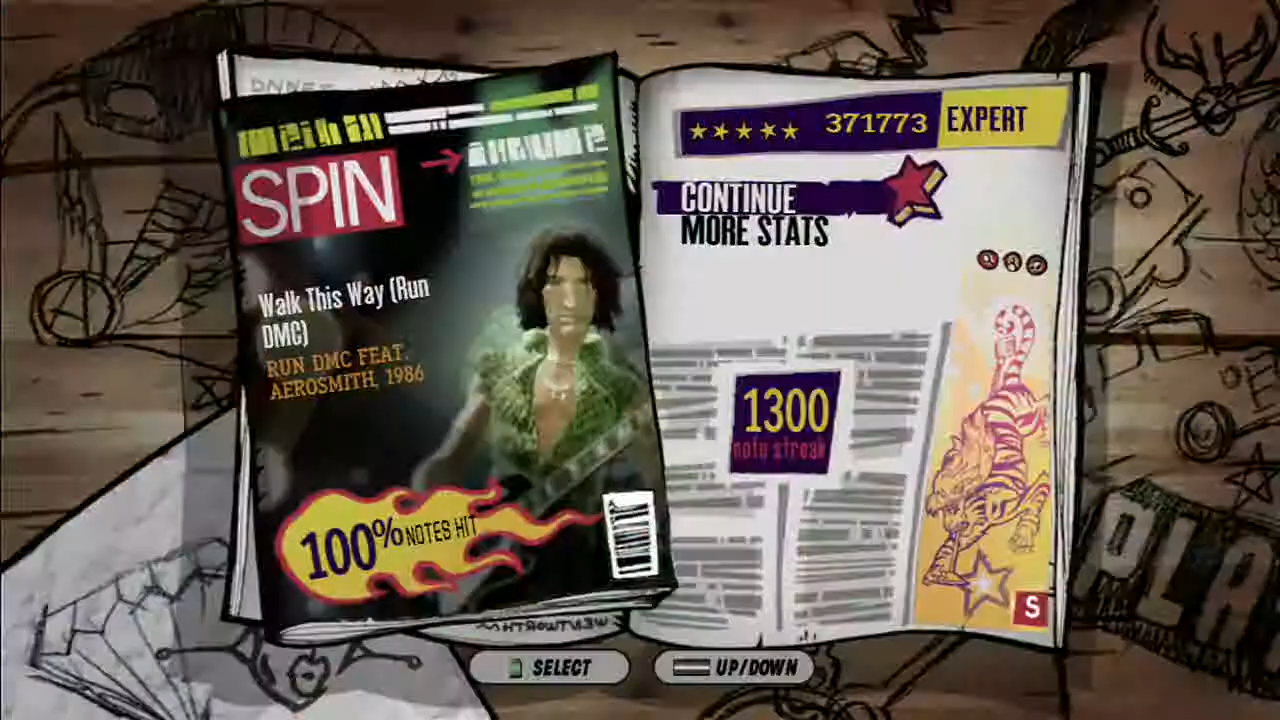 SPIN
Walk This Way (Run
DMC)
RUN DMC FEAT.
AEROSMITH, 1986
100% NOTES HIT
371773 EXPERT
CONTINUE
MORE STATS
1300
note streak
S
PLA
SELECT
UP/DOWN